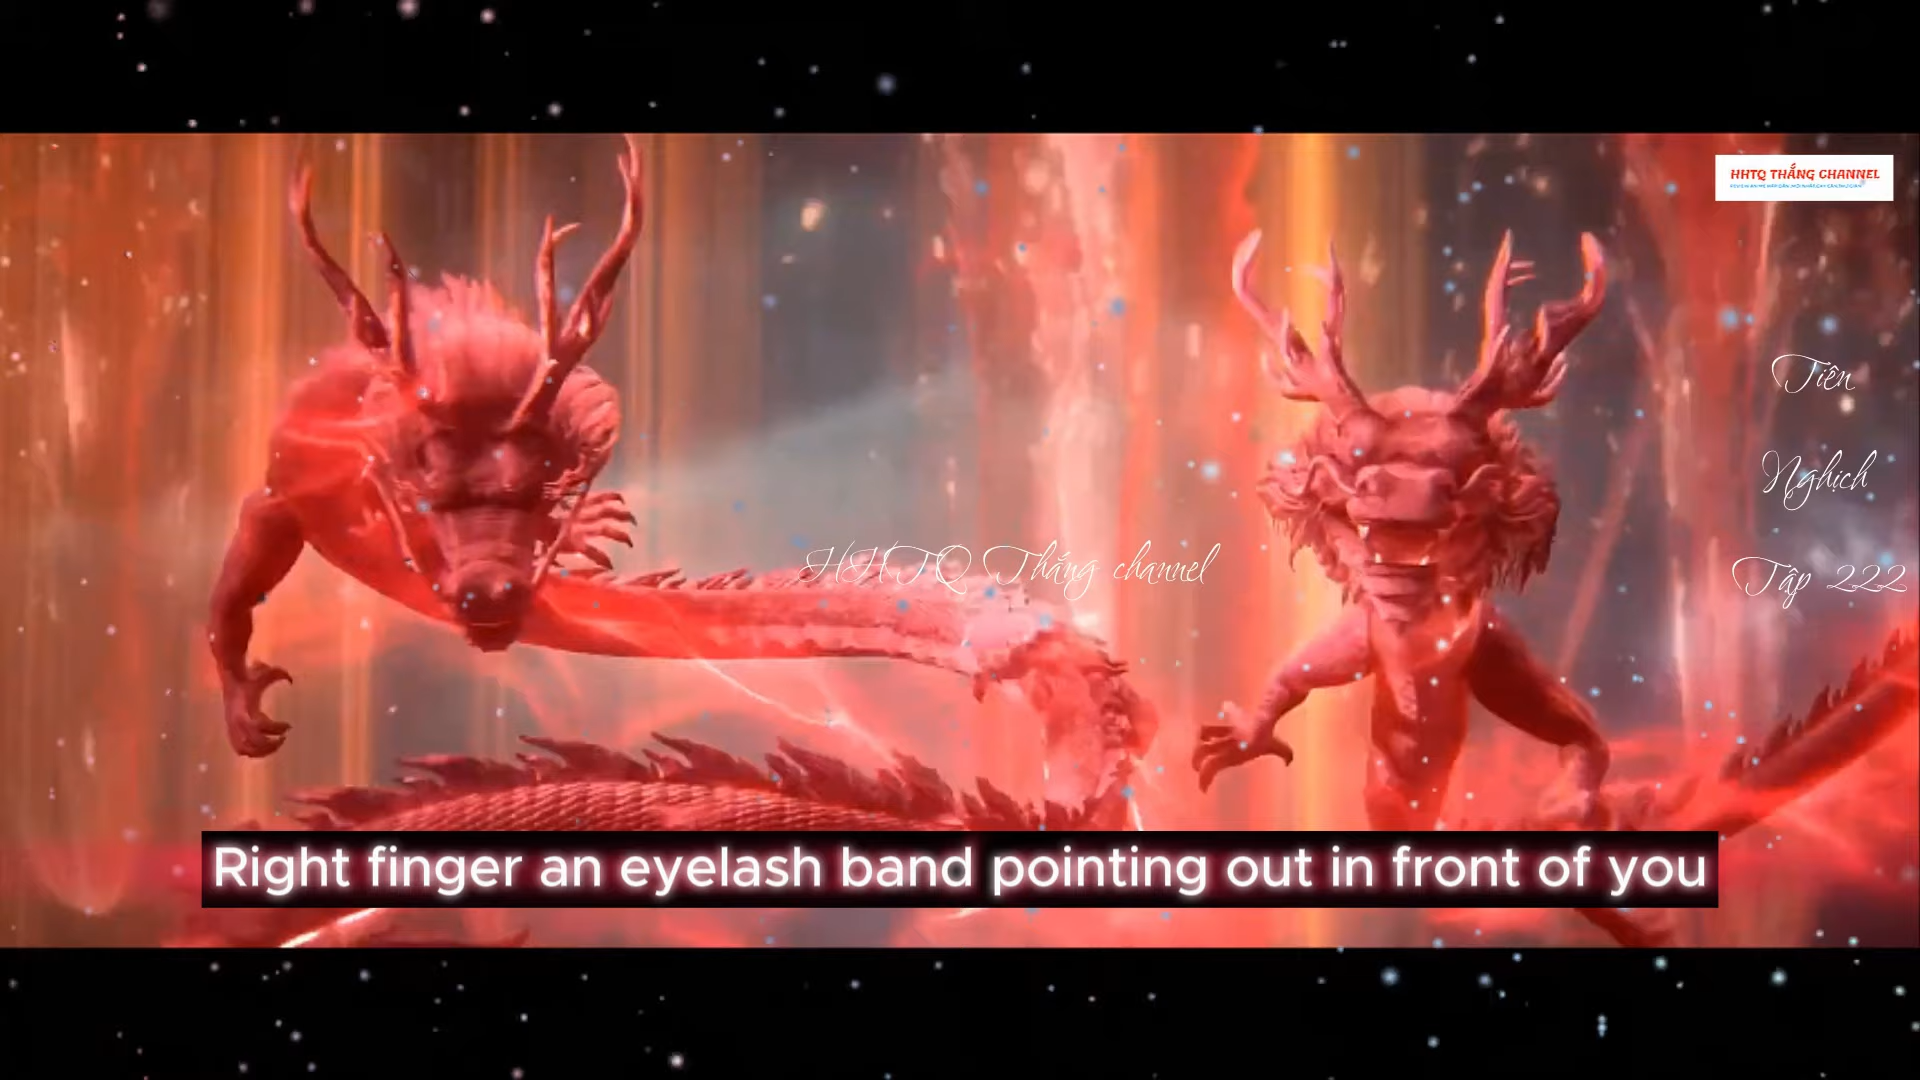 HHTQ THẮNG CHANNEL
Tiên
Nghịch
HHTQ Thắng channel
Tập 222
Right finger an eyelash band pointing out in front of you